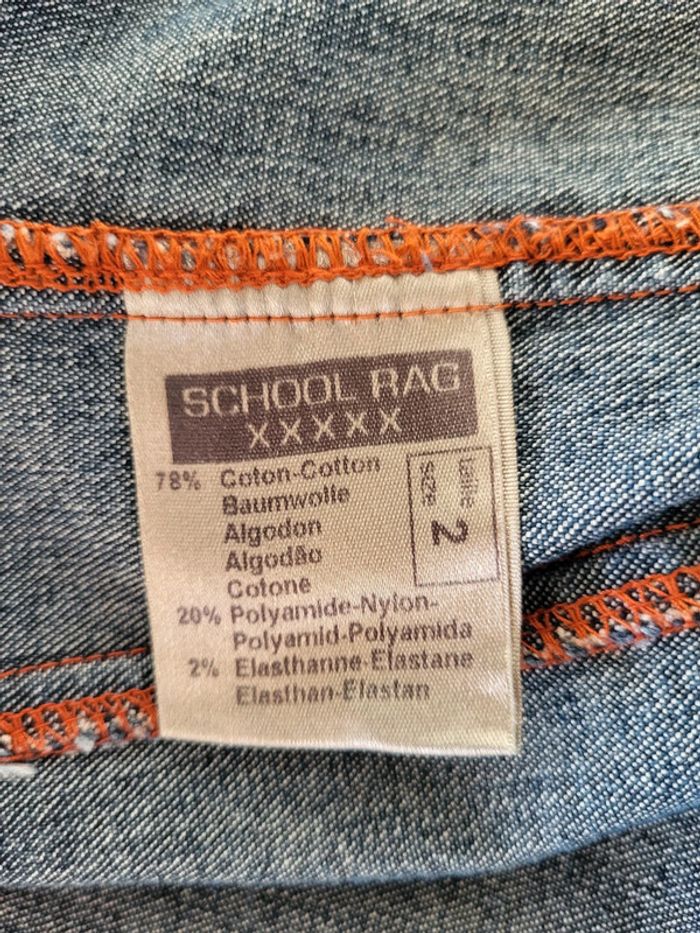 SCHOOL RAG
XXXXX
78% Coton-Cotton
Baumwolle
Algodon
Algodão
Cotone
20% Polyamide-Nylon-
Polyamid-Polyamida
2% Elasthanne-Elastane
Elasthan-Elastan
taille
size
2